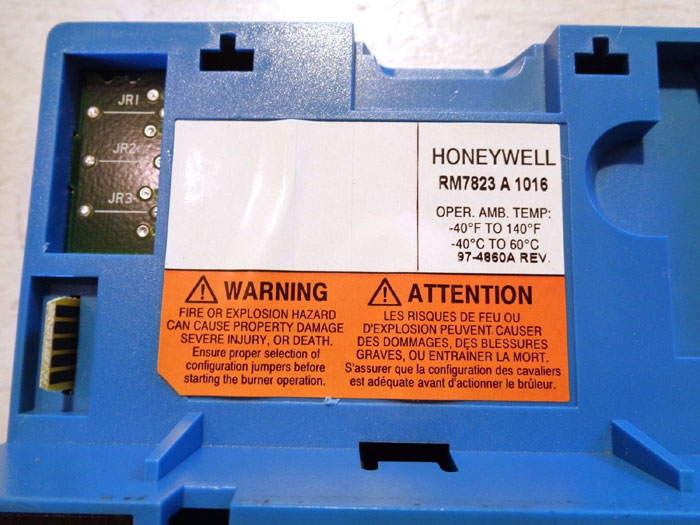 JR1
JR2
JR3
HONEYWELL
RM7823 A 1016
OPER. AMB. TEMP:
-40°F TO 140°F
-40°C TO 60°C
97-4860A REV.
WARNING
FIRE OR EXPLOSION HAZARD
CAN CAUSE PROPERTY DAMAGE
SEVERE INJURY, OR DEATH.
Ensure proper selection of
configuration jumpers before
starting the burner operation.
ATTENTION
LES RISQUES DE FEU OU
D'EXPLOSION PEUVENT CAUSER
DES DOMMAGES, DES BLESSURES
GRAVES, OU ENTRAÎNER LA MORT.
S'assurer que la configuration des cavaliers
est adéquate avant d'actionner le brûleur.